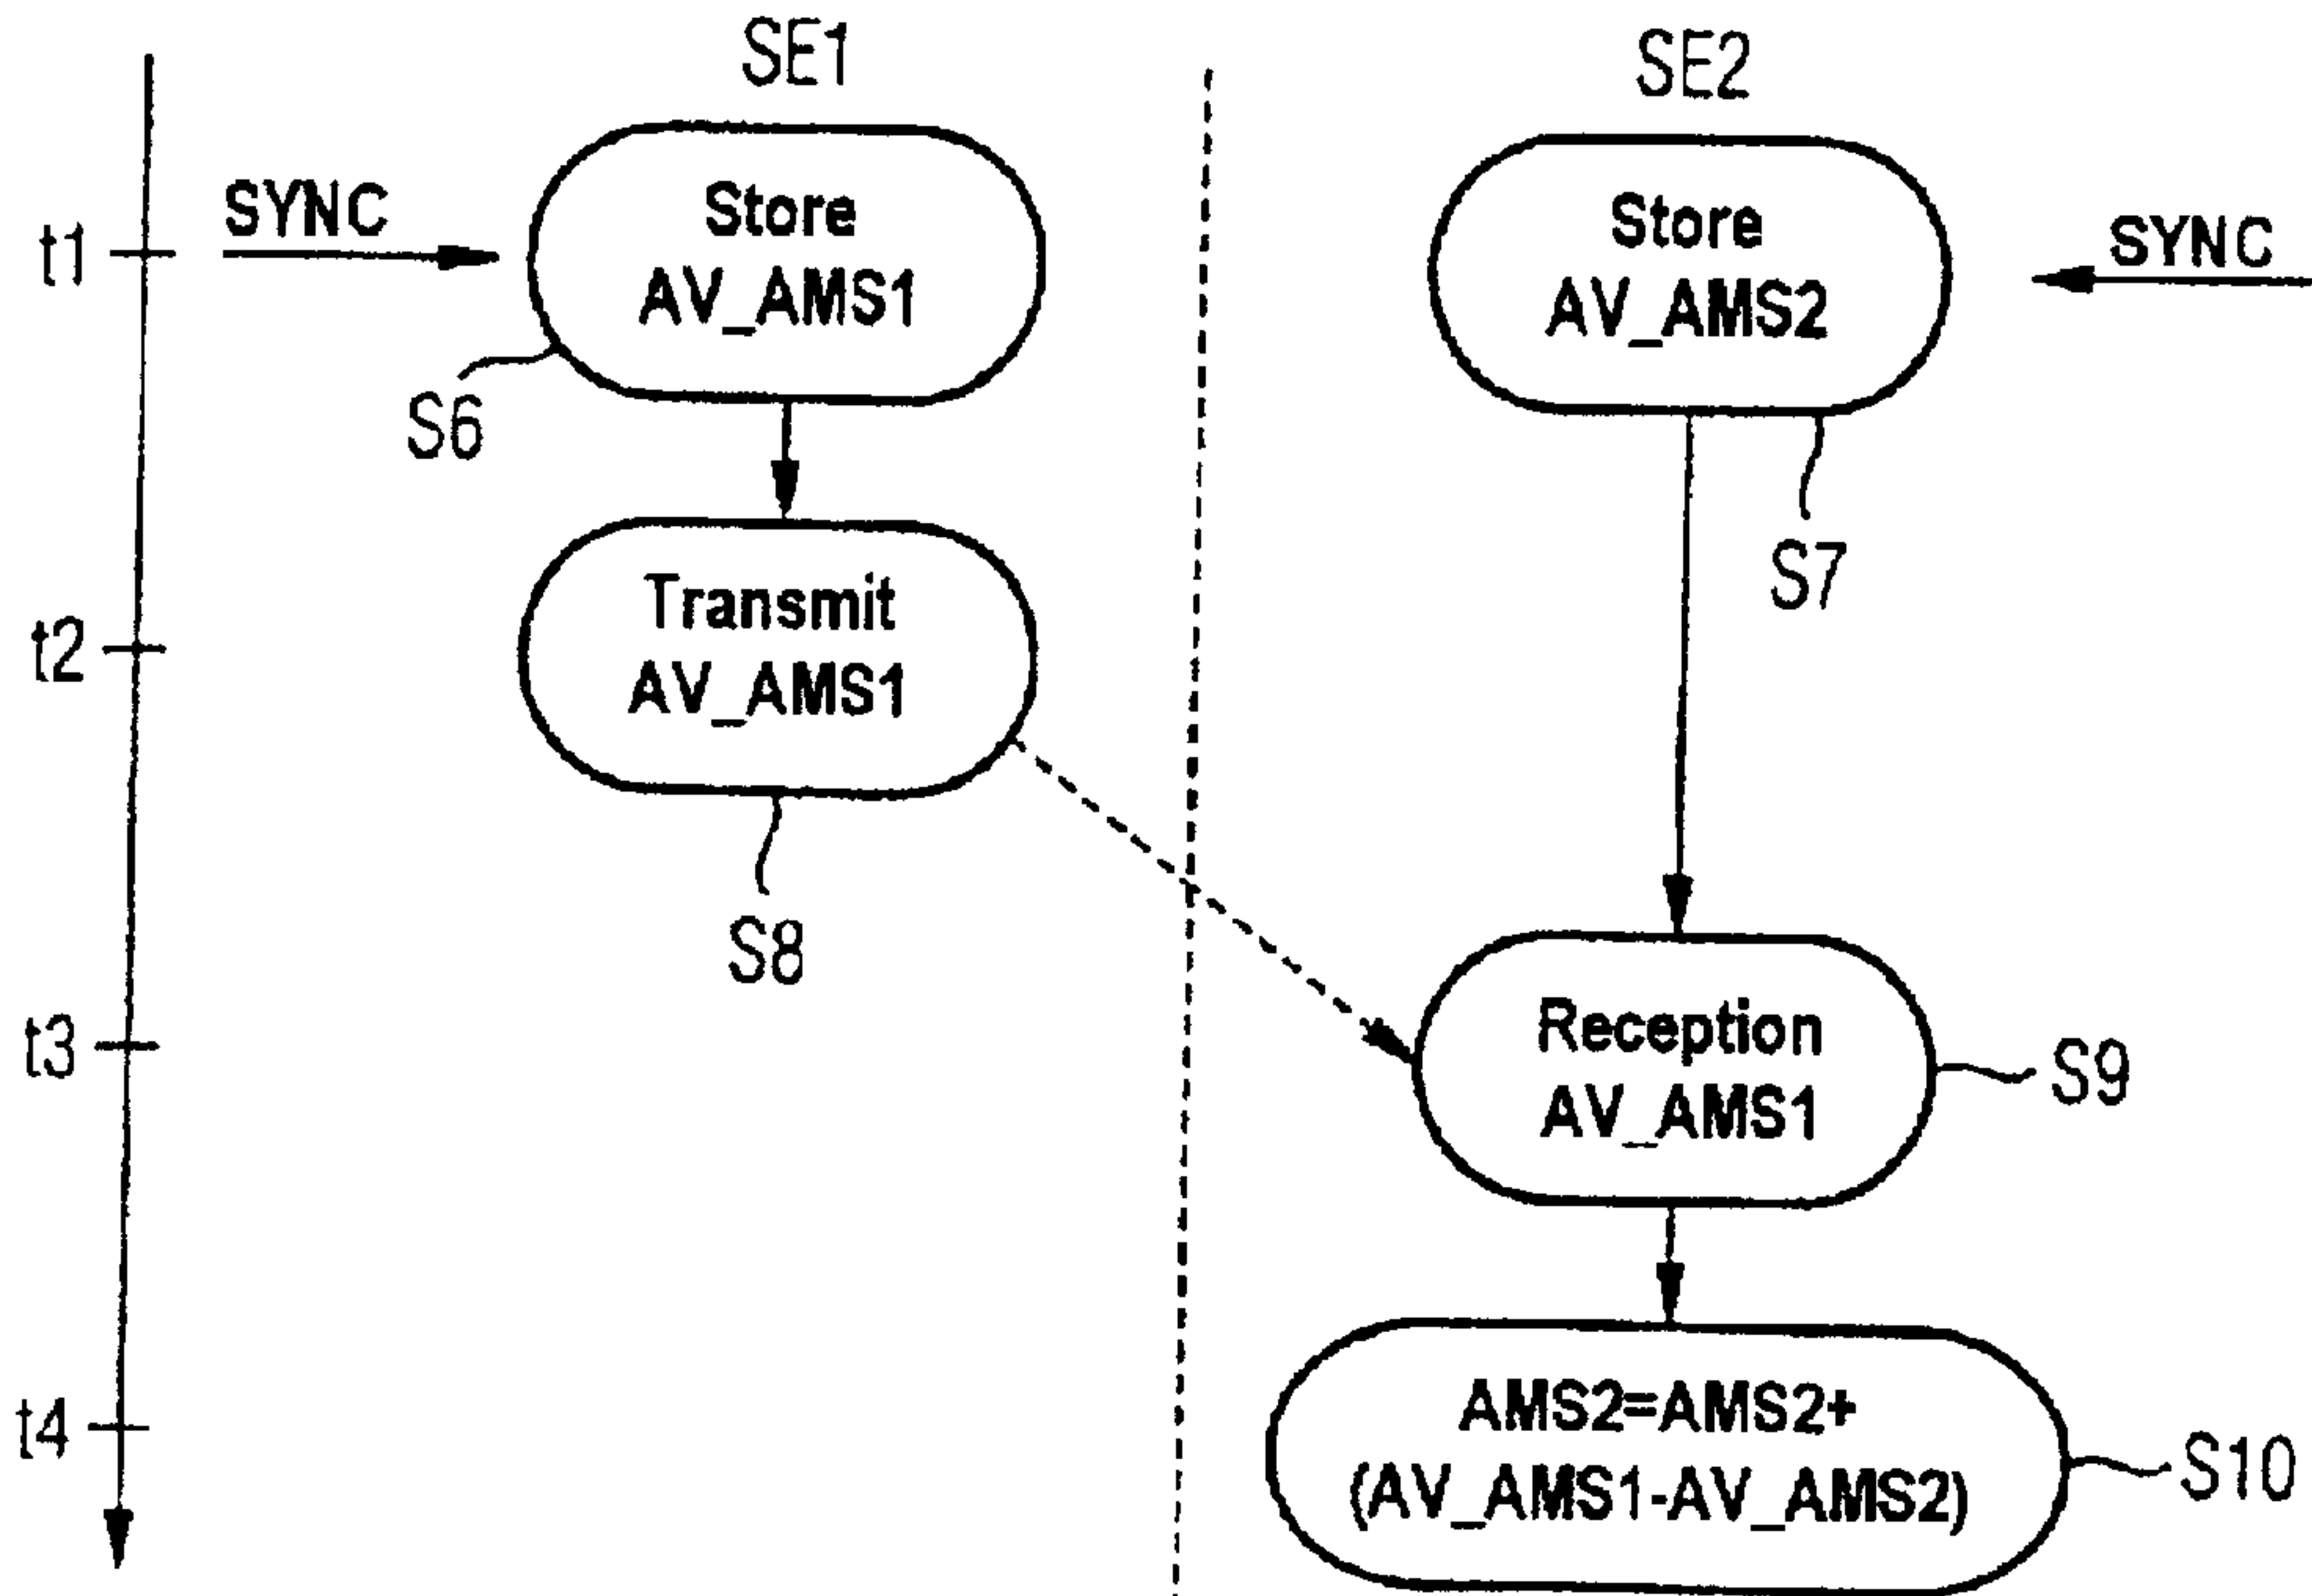 SE1
SE2
t1
SYNC
Store
AV_AMS1
Store
AV_AMS2
SYNC
S6
S7
t2
Transmit
AV_AMS1
S8
t3
Reception
AV_AMS1
S9
t4
AMS2=AMS2+
(AV_AMS1-AV_AMS2)
S10